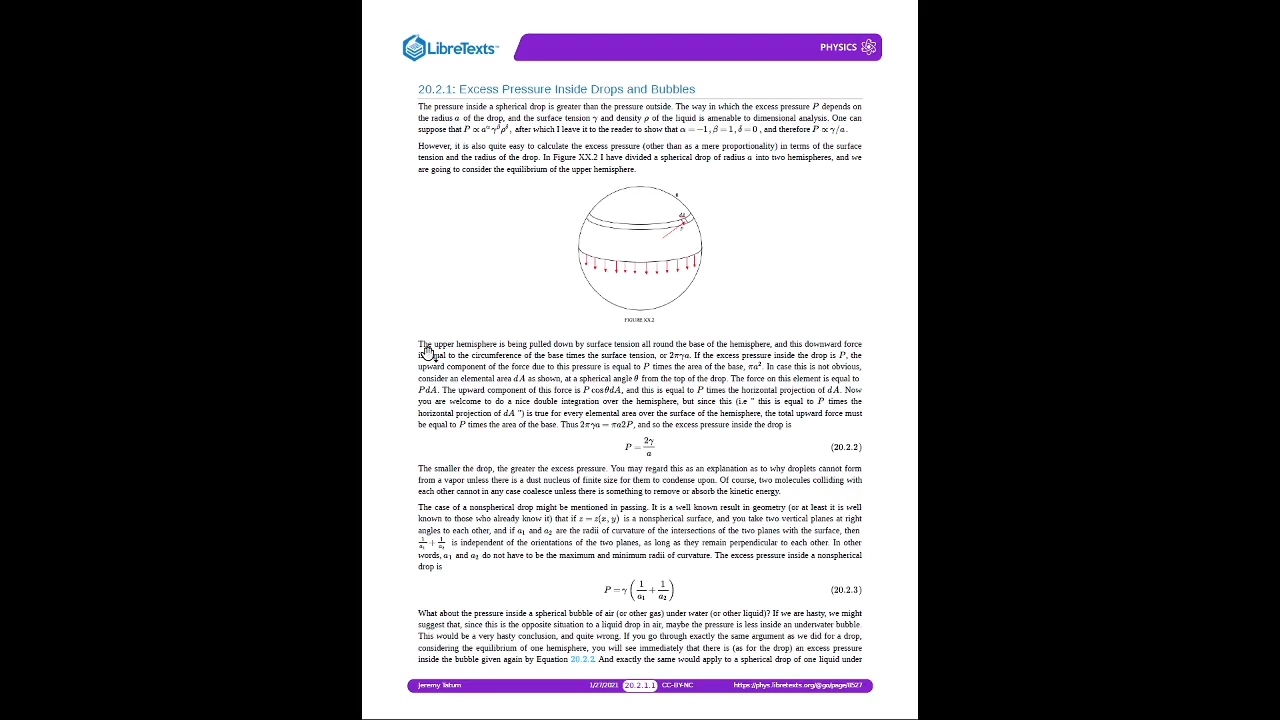 LibreTexts™
PHYSICS
20.2.1: Excess Pressure Inside Drops and Bubbles
The pressure inside a spherical drop is greater than the pressure outside. The way in which the excess pressure P depends on
the radius a of the drop, and the surface tension γ and density ρ of the liquid is amenable to dimensional analysis. One can
suppose that P ∝ a^α γ^β ρ^δ, after which I leave it to the reader to show that α = −1, β = 1, δ = 0 , and therefore P ∝ γ/a.
However, it is also quite easy to calculate the excess pressure (other than as a mere proportionality) in terms of the surface
tension and the radius of the drop. In Figure XX.2 I have divided a spherical drop of radius a into two hemispheres, and we
are going to consider the equilibrium of the upper hemisphere.
dA
FIGURE XX.2
The upper hemisphere is being pulled down by surface tension all round the base of the hemisphere, and this downward force
is equal to the circumference of the base times the surface tension, or 2πγa. If the excess pressure inside the drop is P, the
upward component of the force due to this pressure is equal to P times the area of the base, πa². In case this is not obvious,
consider an elemental area dA as shown, at a spherical angle θ from the top of the drop. The force on this element is equal to
PdA. The upward component of this force is P cos θdA, and this is equal to P times the horizontal projection of dA. Now
you are welcome to do a nice double integration over the hemisphere, but since this (i.e " this is equal to P times the
horizontal projection of dA ") is true for every elemental area over the surface of the hemisphere, the total upward force must
be equal to P times the area of the base. Thus 2πγa = πa2P, and so the excess pressure inside the drop is
P = 2γ/a (20.2.2)
The smaller the drop, the greater the excess pressure. You may regard this as an explanation as to why droplets cannot form
from a vapor unless there is a dust nucleus of finite size for them to condense upon. Of course, two molecules colliding with
each other cannot in any case coalesce unless there is something to remove or absorb the kinetic energy.
The case of a nonspherical drop might be mentioned in passing. It is a well known result in geometry (or at least it is well
known to those who already know it) that if z = z(x, y) is a nonspherical surface, and you take two vertical planes at right
angles to each other, and if a₁ and a₂ are the radii of curvature of the intersections of the two planes with the surface, then
1/a₁ + 1/a₂ is independent of the orientations of the two planes, as long as they remain perpendicular to each other. In other
words, a₁ and a₂ do not have to be the maximum and minimum radii of curvature. The excess pressure inside a nonspherical
drop is
P = γ (1/a₁ + 1/a₂) (20.2.3)
What about the pressure inside a spherical bubble of air (or other gas) under water (or other liquid)? If we are hasty, we might
suggest that, since this is the opposite situation to a liquid drop in air, maybe the pressure is less inside an underwater bubble.
This would be a very hasty conclusion, and quite wrong. If you go through exactly the same argument as we did for a drop,
considering the equilibrium of one hemisphere, you will see immediately that there is (as for the drop) an excess pressure
inside the bubble given again by Equation 20.2.2. And exactly the same would apply to a spherical drop of one liquid under
Jeremy Tatum 1/27/2021 20.2.1.1 CC-BY-NC https://phys.libretexts.org/@go/page/8527